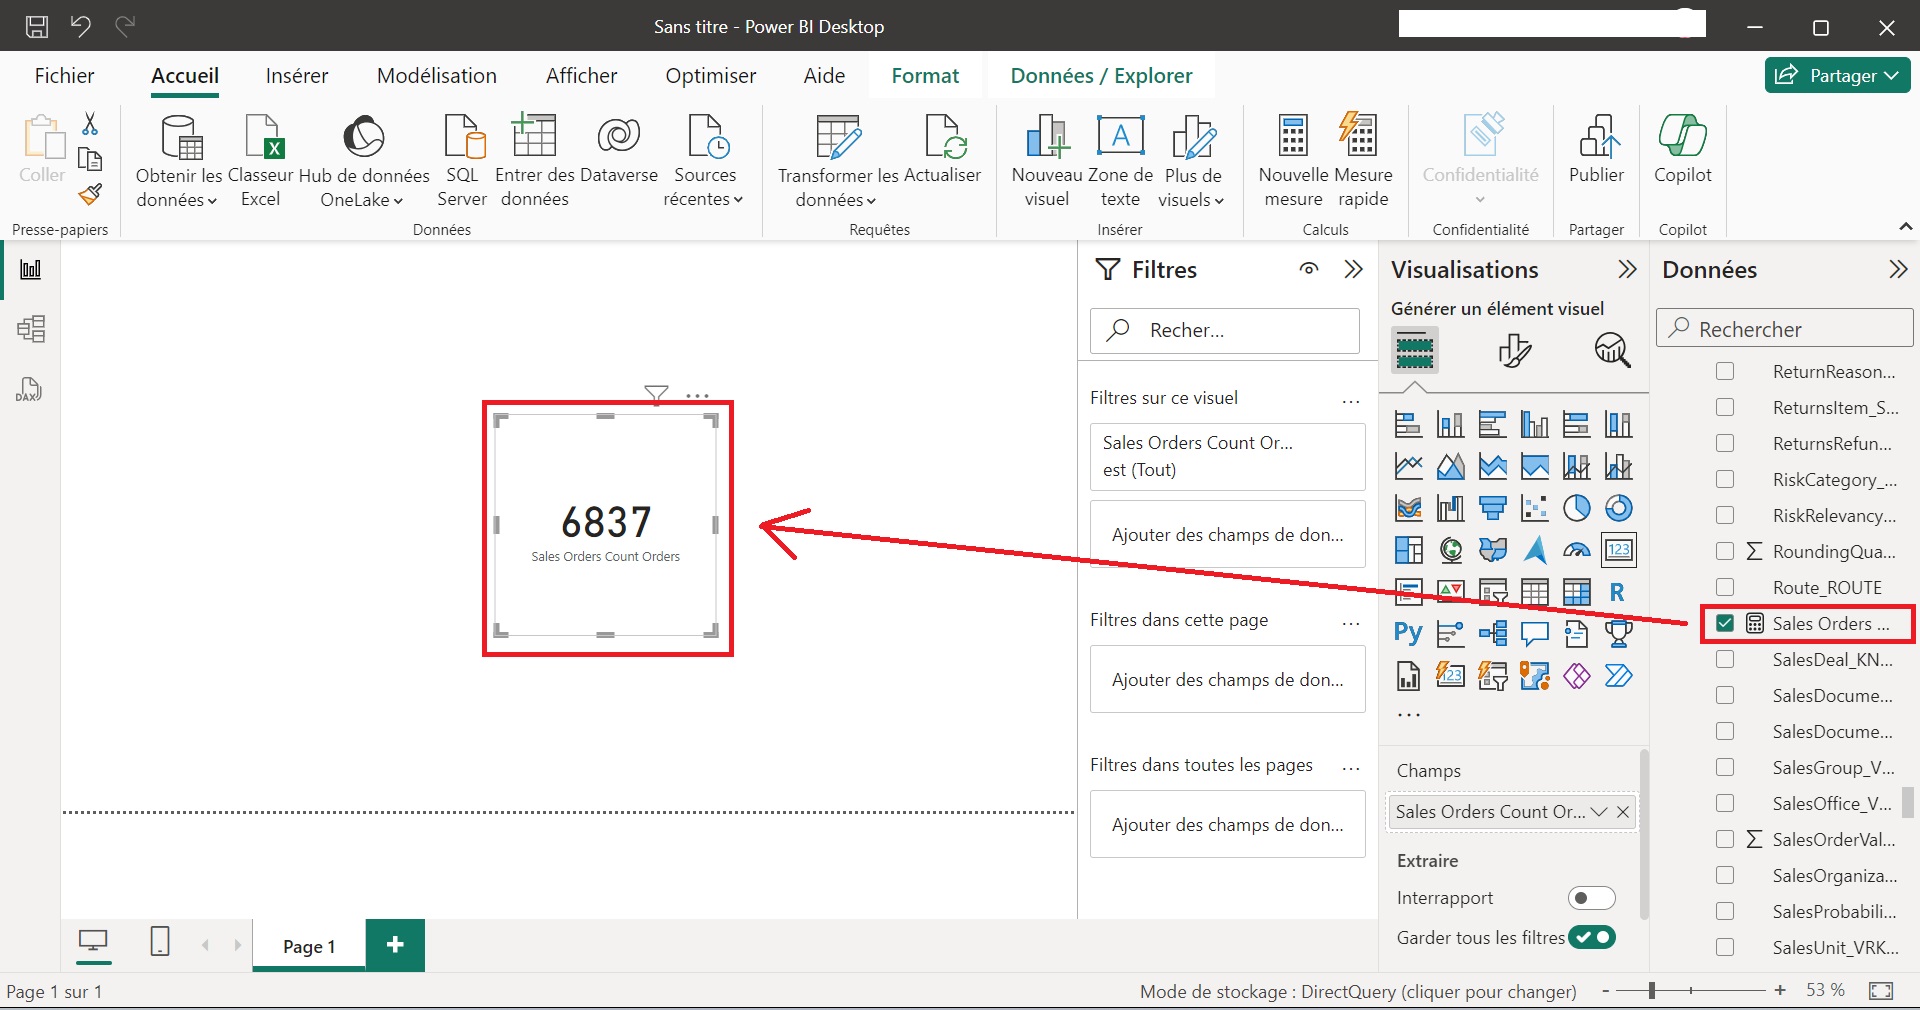 Sans titre - Power BI Desktop
Fichier
Accueil
Insérer
Modélisation
Afficher
Optimiser
Aide
Format
Données / Explorer
Partager
Coller
Obtenir les
données
Classeur
Excel
Hub de données
OneLake
SQL
Server
Entrer des
données
Dataverse
Sources
récentes
Transformer les
données
Actualiser
Nouveau
visuel
Zone de
texte
Plus de
visuels
Nouvelle
mesure
Mesure
rapide
Confidentialité
Publier
Copilot
Presse-papiers
Données
Requêtes
Insérer
Calculs
Confidentialité
Partager
Copilot
DAX
6837
Sales Orders Count Orders
Filtres
Recher...
Filtres sur ce visuel
...
Sales Orders Count Or...
est (Tout)
Ajouter des champs de don...
Filtres dans cette page
...
Ajouter des champs de don...
Filtres dans toutes les pages
...
Ajouter des champs de don...
Visualisations
Générer un élément visuel
123
R
Py
123
...
Champs
Sales Orders Count Or...
Extraire
Interrapport
Garder tous les filtres
Données
Rechercher
ReturnReason...
ReturnsItem_S...
ReturnsRefun...
RiskCategory_...
RiskRelevancy...
RoundingQua...
Route_ROUTE
Sales Orders ...
SalesDeal_KN...
SalesDocume...
SalesDocume...
SalesGroup_V...
SalesOffice_V...
SalesOrderVal...
SalesOrganiza...
SalesProbabili...
SalesUnit_VRK...
Page 1
+
Page 1 sur 1
Mode de stockage : DirectQuery (cliquer pour changer)
- + 53 %